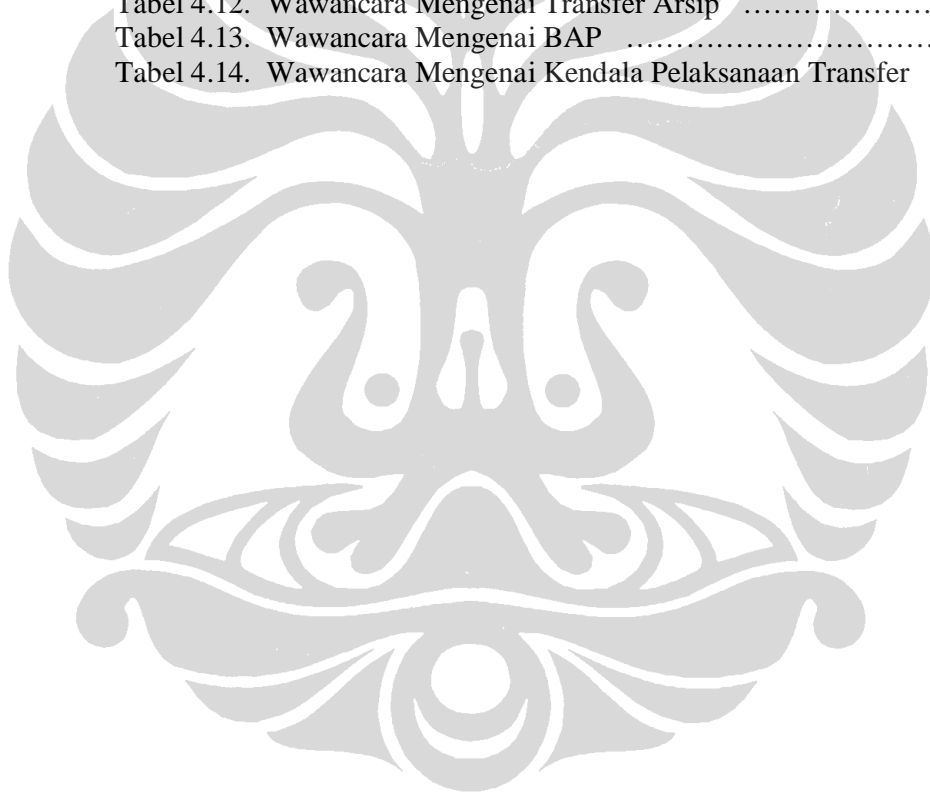 Tabel 4.12. Wawancara Mengenai Transfer Arsip ………………
Tabel 4.13. Wawancara Mengenai BAP …………………………
Tabel 4.14. Wawancara Mengenai Kendala Pelaksanaan Transfer